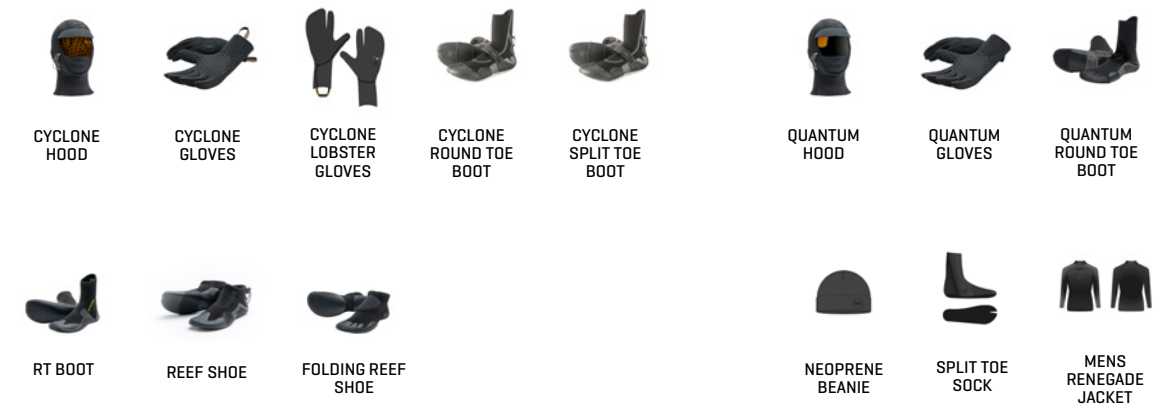 CYCLONE
HOOD
CYCLONE
GLOVES
CYCLONE
LOBSTER
GLOVES
CYCLONE
ROUND TOE
BOOT
CYCLONE
SPLIT TOE
BOOT
QUANTUM
HOOD
QUANTUM
GLOVES
QUANTUM
ROUND TOE
BOOT
RT BOOT
REEF SHOE
FOLDING REEF
SHOE
NEOPRENE
BEANIE
SPLIT TOE
SOCK
MENS
RENEGADE
JACKET